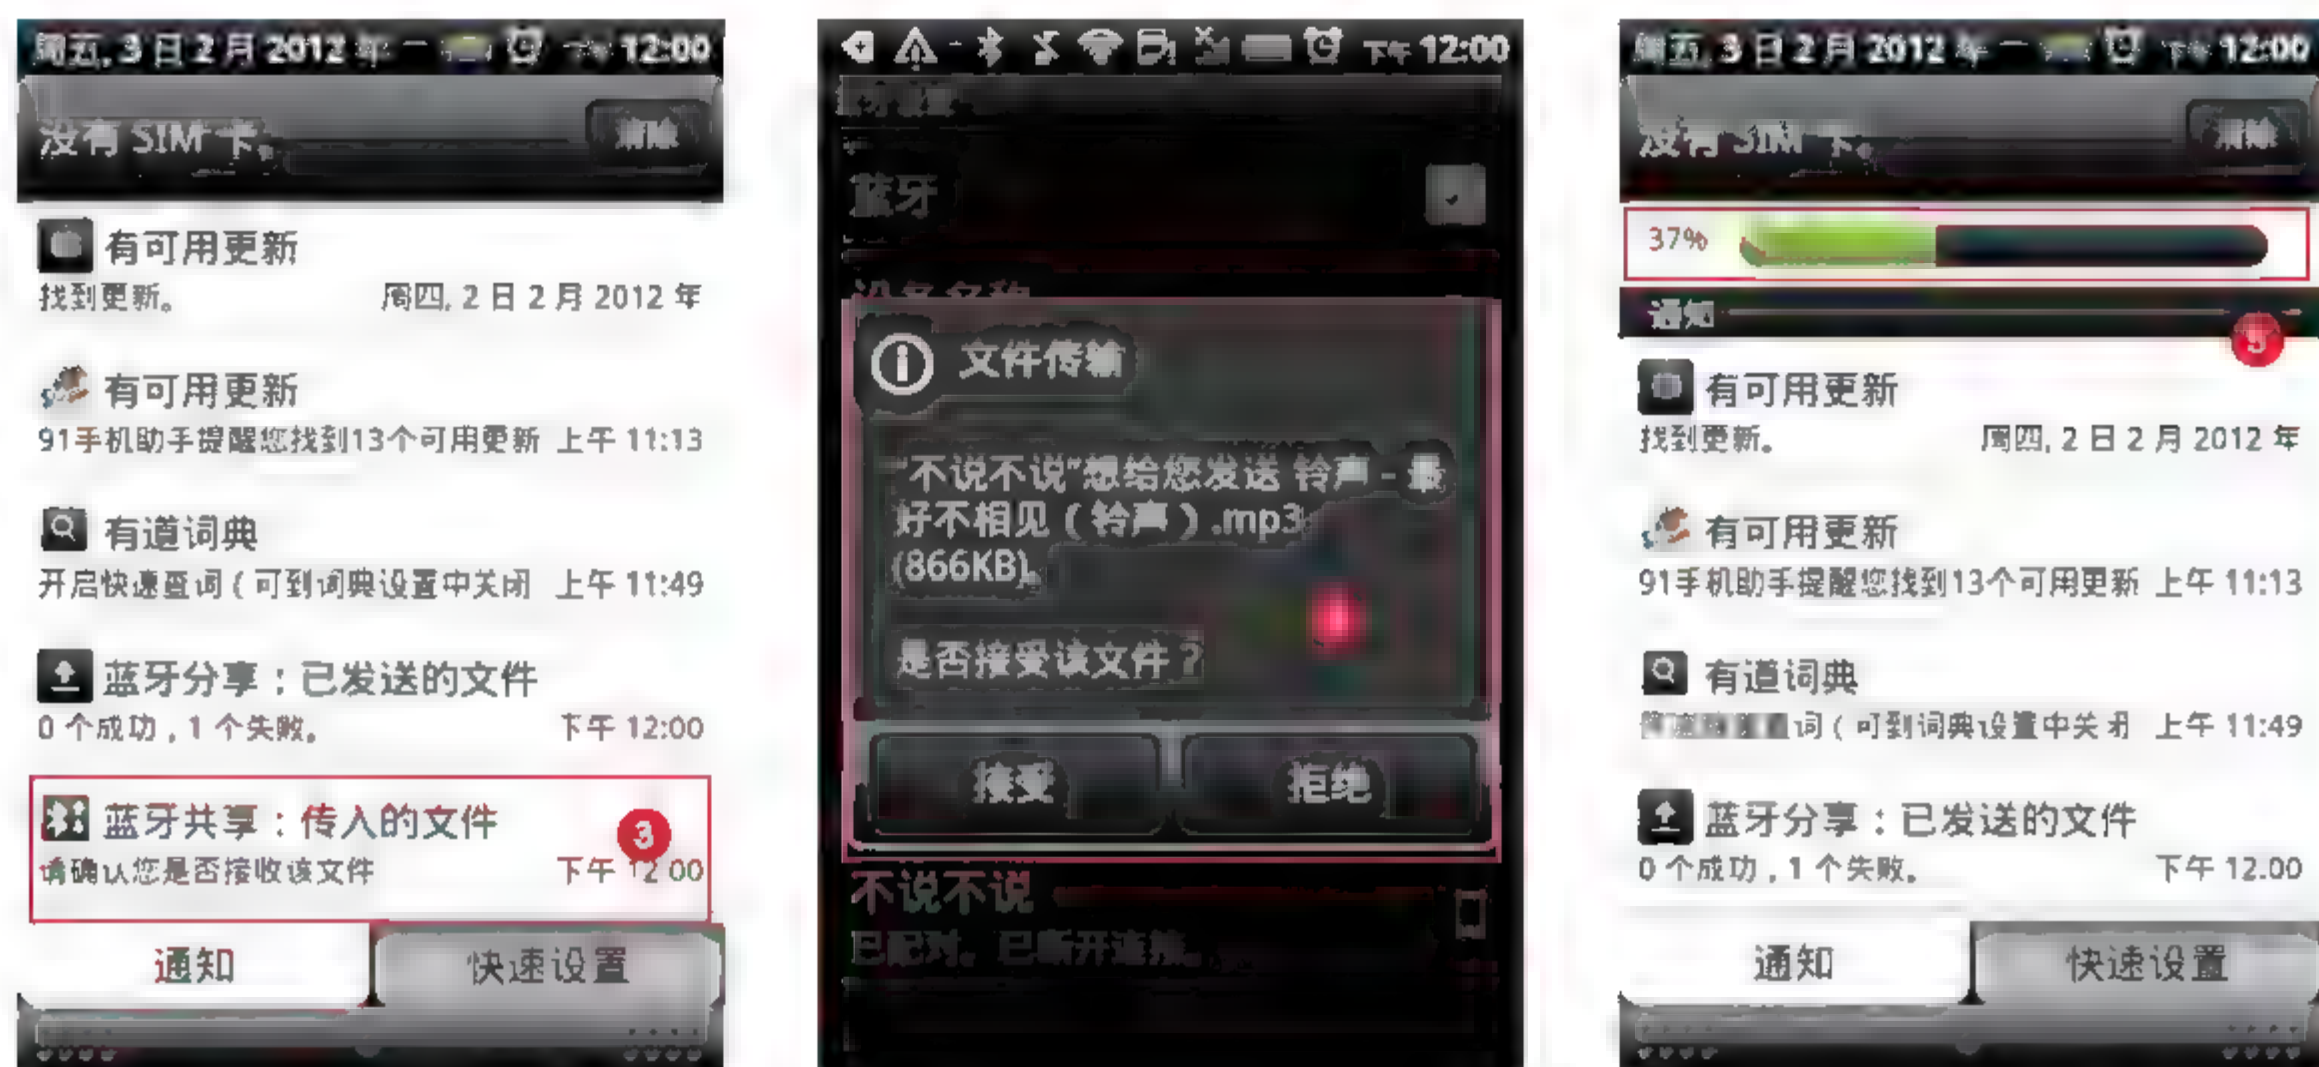 周五, 3 日 2 月 2012 年 12:00
没有 SIM 卡。
清除
有可用更新
找到更新。 周四, 2 日 2 月 2012 年
有可用更新
91手机助手提醒您找到13个可用更新 上午 11:13
有道词典
开启快速查词 ( 可到词典设置中关闭 上午 11:49
蓝牙分享 : 已发送的文件
0 个成功 , 1 个失败。 下午 12:00
蓝牙共享 : 传入的文件
3
请确认您是否接收该文件 下午 12:00
通知 快速设置
下午 12:00
蓝牙
设备名称
文件传输
"不说不说"想给您发送 铃声 - 最
好不相见 ( 铃声 ) .mp3
(866KB)。
是否接受该文件 ?
接受 拒绝
不说不说
已配对。已断开连接。
周五, 3 日 2 月 2012 年 下午 12:00
没有 SIM 卡。
清除
37%
通知
5
有可用更新
找到更新。 周四, 2 日 2 月 2012 年
有可用更新
91手机助手提醒您找到13个可用更新 上午 11:13
有道词典
词 ( 可到词典设置中关闭 上午 11:49
蓝牙分享 : 已发送的文件
0 个成功 , 1 个失败。 下午 12:00
通知 快速设置